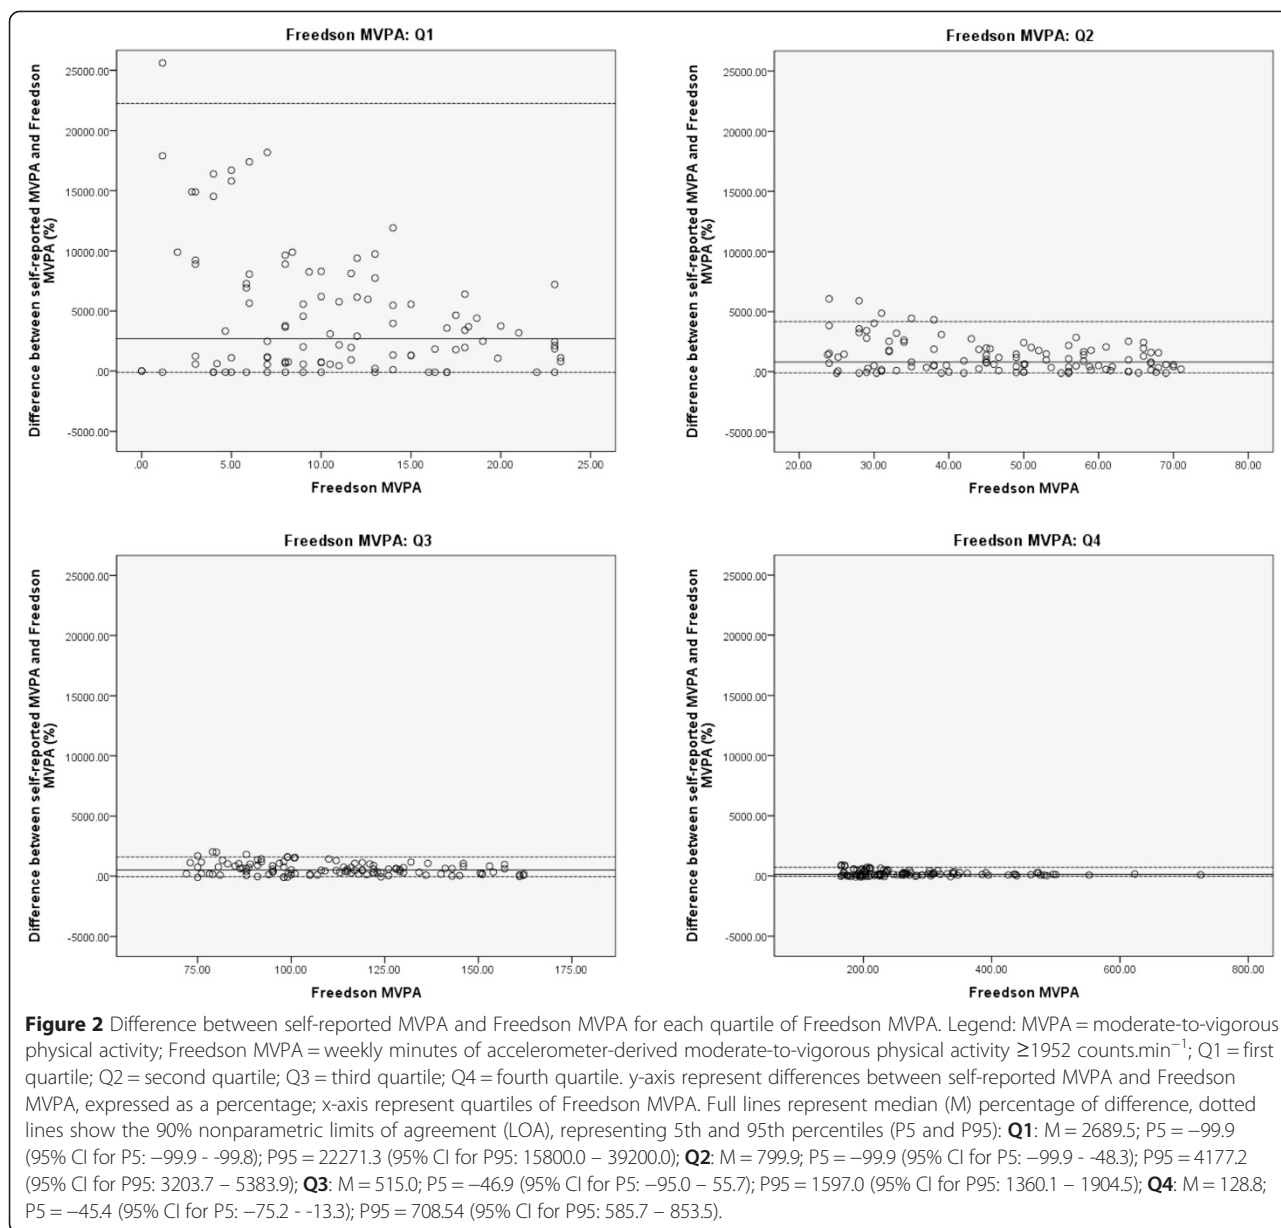 Freedson MVPA: Q1
Difference between self-reported MVPA and Freedson
MVPA (%)
25000.00
20000.00
15000.00
10000.00
5000.00
.00
-5000.00
.00 5.00 10.00 15.00 20.00 25.00
Freedson MVPA
Freedson MVPA: Q2
Difference between self-reported MVPA and Freedson
MVPA (%)
25000.00
20000.00
15000.00
10000.00
5000.00
.00
-5000.00
20.00 30.00 40.00 50.00 60.00 70.00 80.00
Freedson MVPA
Freedson MVPA: Q3
Difference between self-reported MVPA and Freedson
MVPA (%)
25000.00
20000.00
15000.00
10000.00
5000.00
.00
-5000.00
75.00 100.00 125.00 150.00 175.00
Freedson MVPA
Freedson MVPA: Q4
Difference between self-reported MVPA and Freedson
MVPA (%)
25000.00
20000.00
15000.00
10000.00
5000.00
.00
-5000.00
200.00 400.00 600.00 800.00
Freedson MVPA
Figure 2 Difference between self-reported MVPA and Freedson MVPA for each quartile of Freedson MVPA. Legend: MVPA = moderate-to-vigorous
physical activity; Freedson MVPA = weekly minutes of accelerometer-derived moderate-to-vigorous physical activity ≥1952 counts.min⁻¹; Q1 = first
quartile; Q2 = second quartile; Q3 = third quartile; Q4 = fourth quartile. y-axis represent differences between self-reported MVPA and Freedson
MVPA, expressed as a percentage; x-axis represent quartiles of Freedson MVPA. Full lines represent median (M) percentage of difference, dotted
lines show the 90% nonparametric limits of agreement (LOA), representing 5th and 95th percentiles (P5 and P95): Q1: M = 2689.5; P5 = −99.9
(95% CI for P5: −99.9 - -99.8); P95 = 22271.3 (95% CI for P95: 15800.0 – 39200.0); Q2: M = 799.9; P5 = −99.9 (95% CI for P5: −99.9 - -48.3); P95 = 4177.2
(95% CI for P95: 3203.7 – 5383.9); Q3: M = 515.0; P5 = −46.9 (95% CI for P5: −95.0 – 55.7); P95 = 1597.0 (95% CI for P95: 1360.1 – 1904.5); Q4: M = 128.8;
P5 = −45.4 (95% CI for P5: −75.2 - -13.3); P95 = 708.54 (95% CI for P95: 585.7 – 853.5).